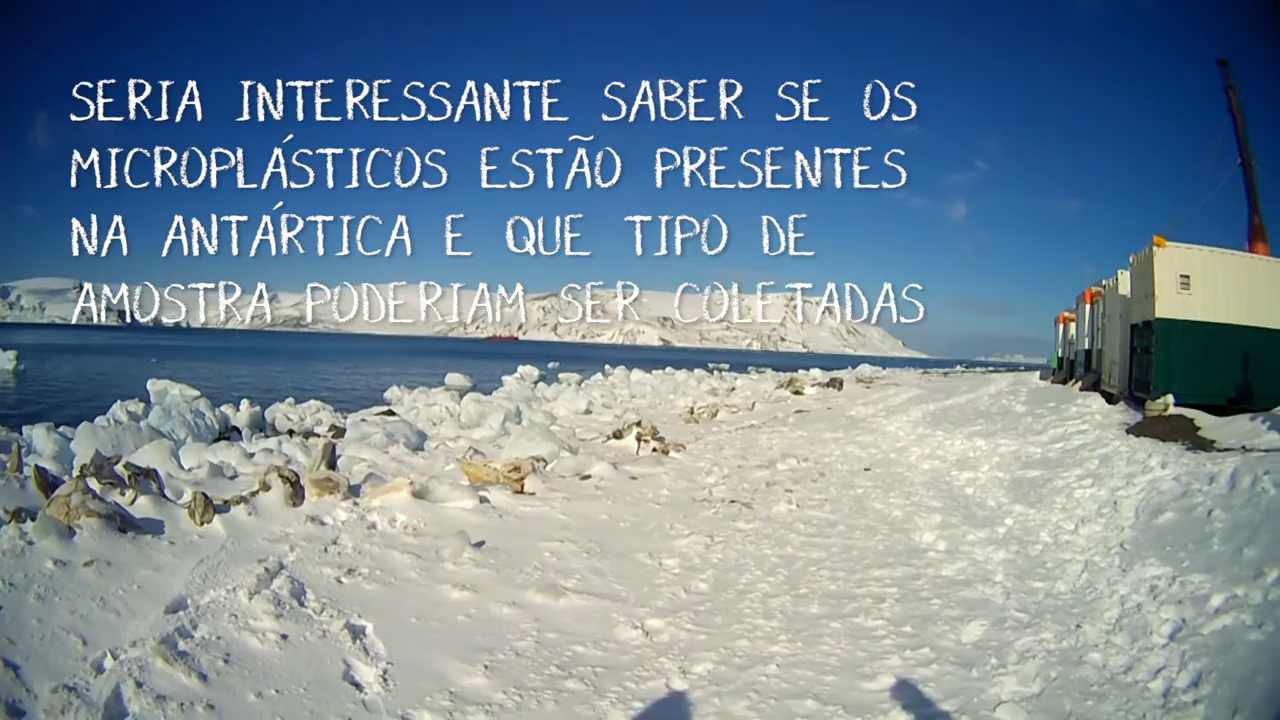 SERIA INTERESSANTE SABER SE OS
MICROPLÁSTICOS ESTÃO PRESENTES
NA ANTÁRTICA E QUE TIPO DE
AMOSTRA PODERIAM SER COLETADAS